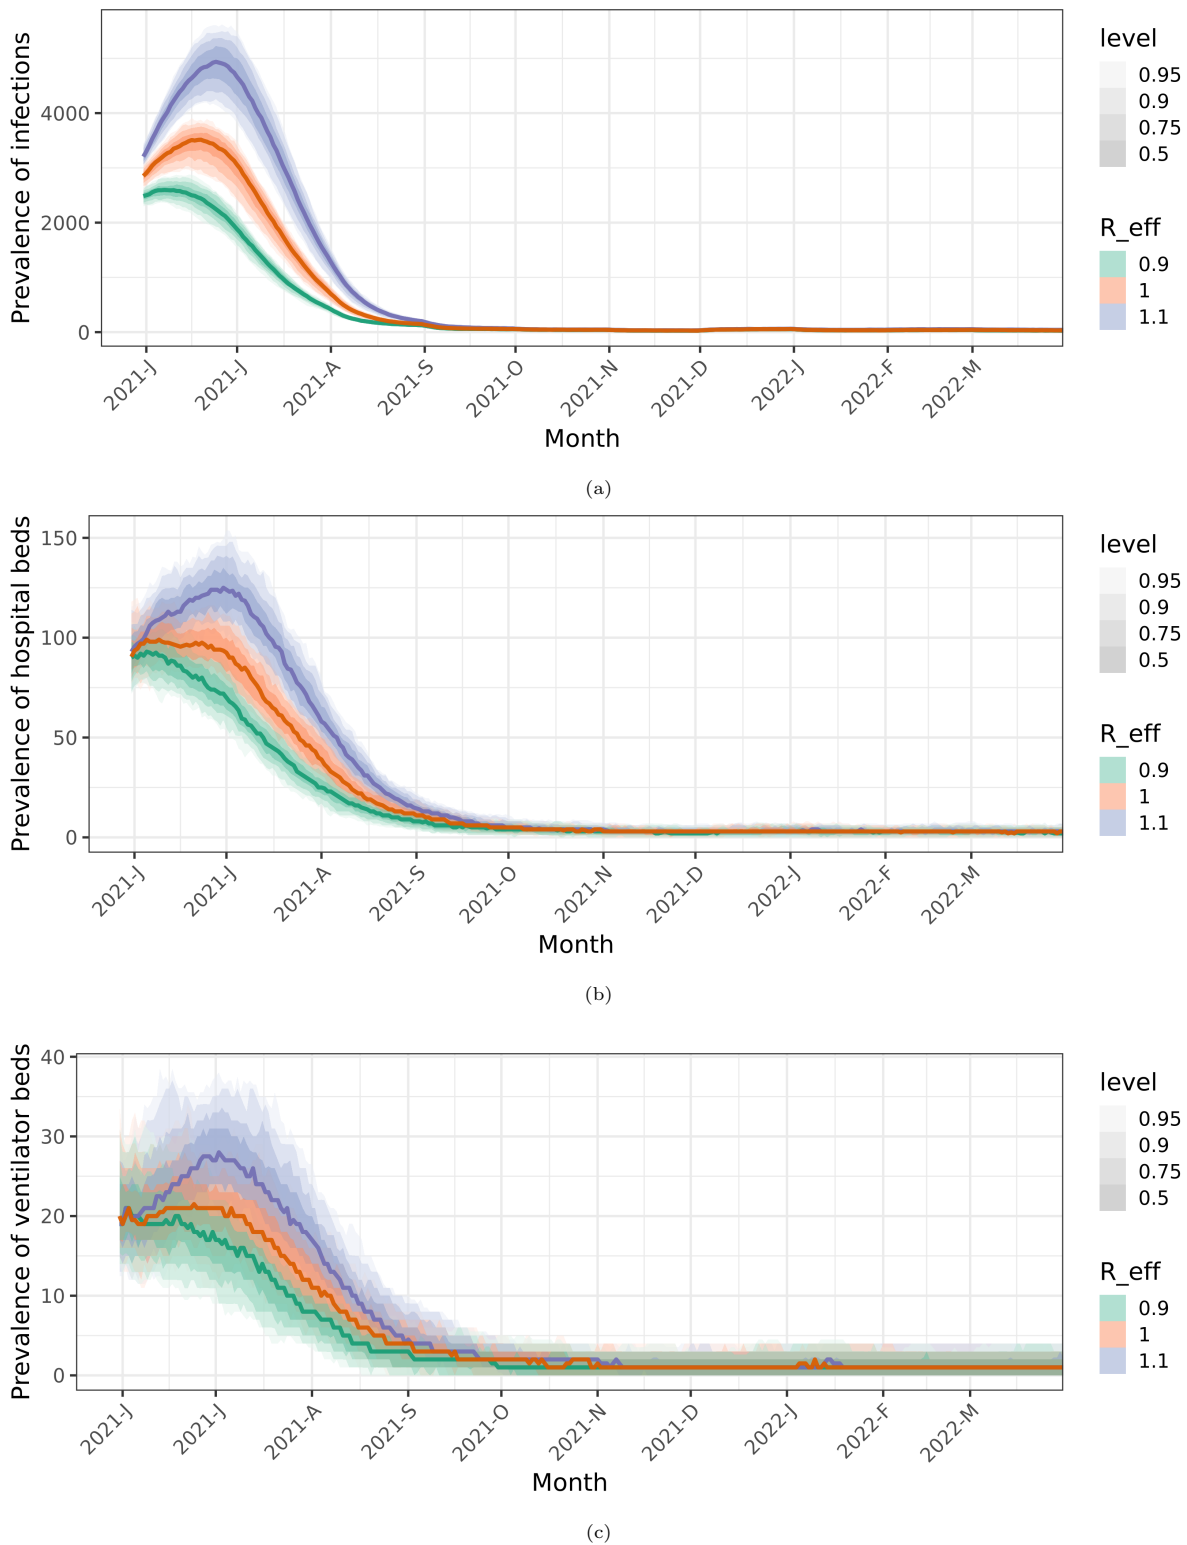 Prevalence of infections
4000
2000
0
2021-J
2021-J
2021-A
2021-S
2021-O
2021-N
2021-D
2022-J
2022-F
2022-M
Month
level
0.95
0.9
0.75
0.5
R_eff
0.9
1
1.1
(a)
Prevalence of hospital beds
150
100
50
0
2021-J
2021-J
2021-A
2021-S
2021-O
2021-N
2021-D
2022-J
2022-F
2022-M
Month
level
0.95
0.9
0.75
0.5
R_eff
0.9
1
1.1
(b)
Prevalence of ventilator beds
40
30
20
10
0
2021-J
2021-J
2021-A
2021-S
2021-O
2021-N
2021-D
2022-J
2022-F
2022-M
Month
level
0.95
0.9
0.75
0.5
R_eff
0.9
1
1.1
(c)